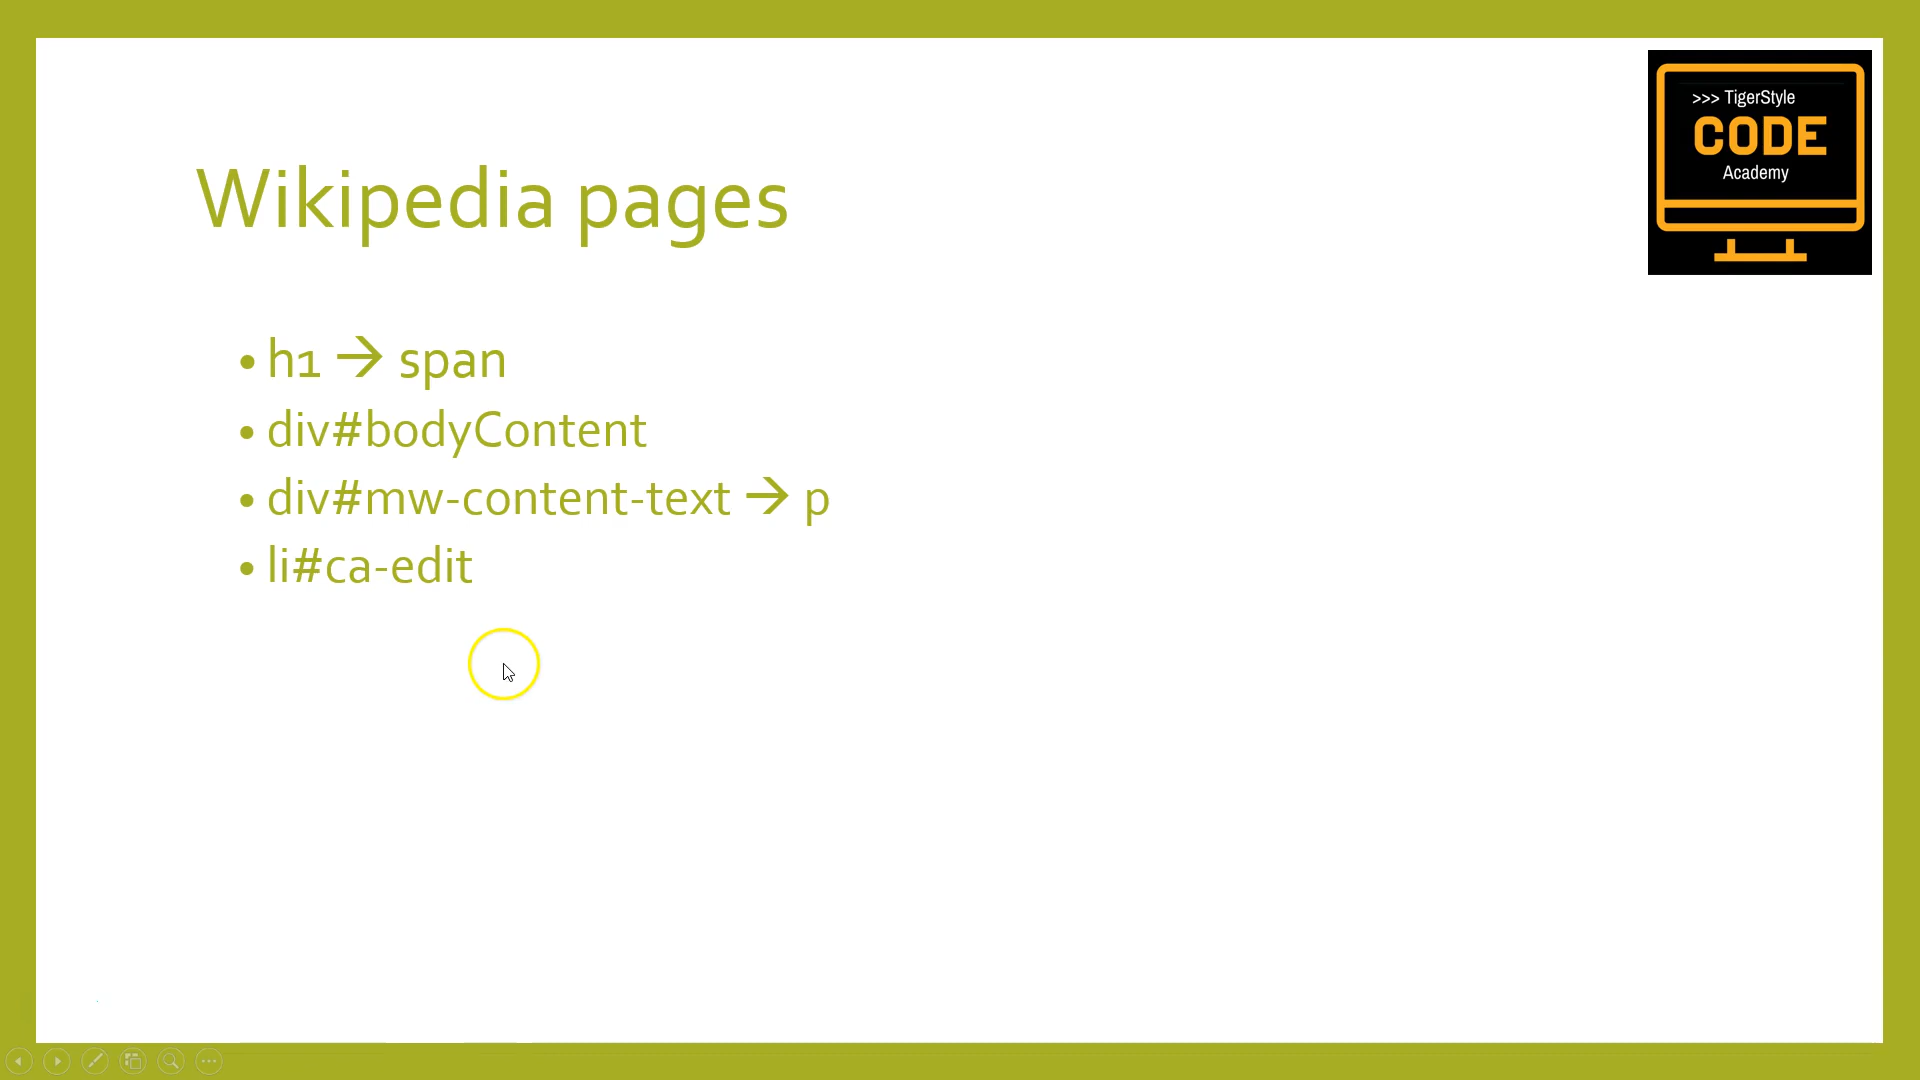 >>> TigerStyle
CODE
Academy
Wikipedia pages
• h1 → span
• div#bodyContent
• div#mw-content-text → p
• li#ca-edit